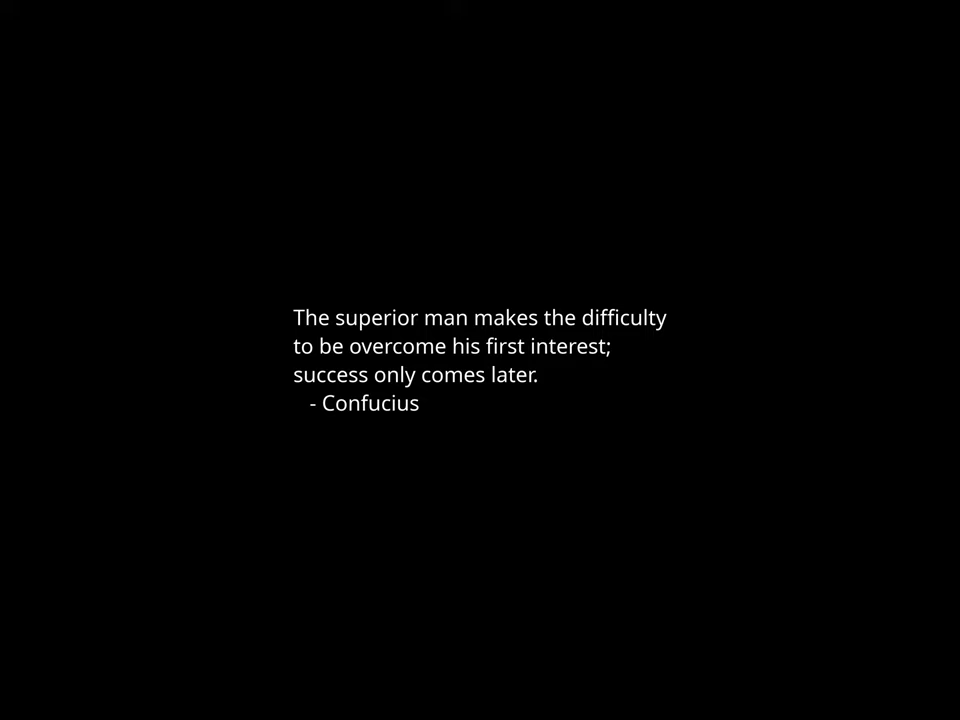 The superior man makes the difficulty
to be overcome his first interest;
success only comes later.
- Confucius